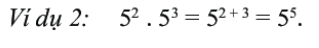 Ví dụ 2: 5² . 5³ = 5²⁺³ = 5⁵.